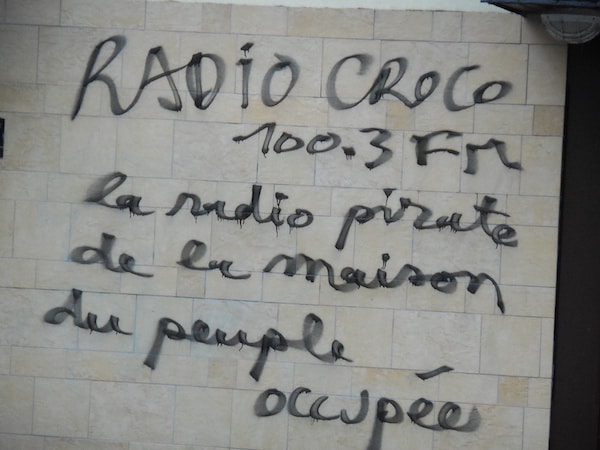 RADIO CROCO
100.3 FM
la radio pirate
de la maison
du peuple
occupée